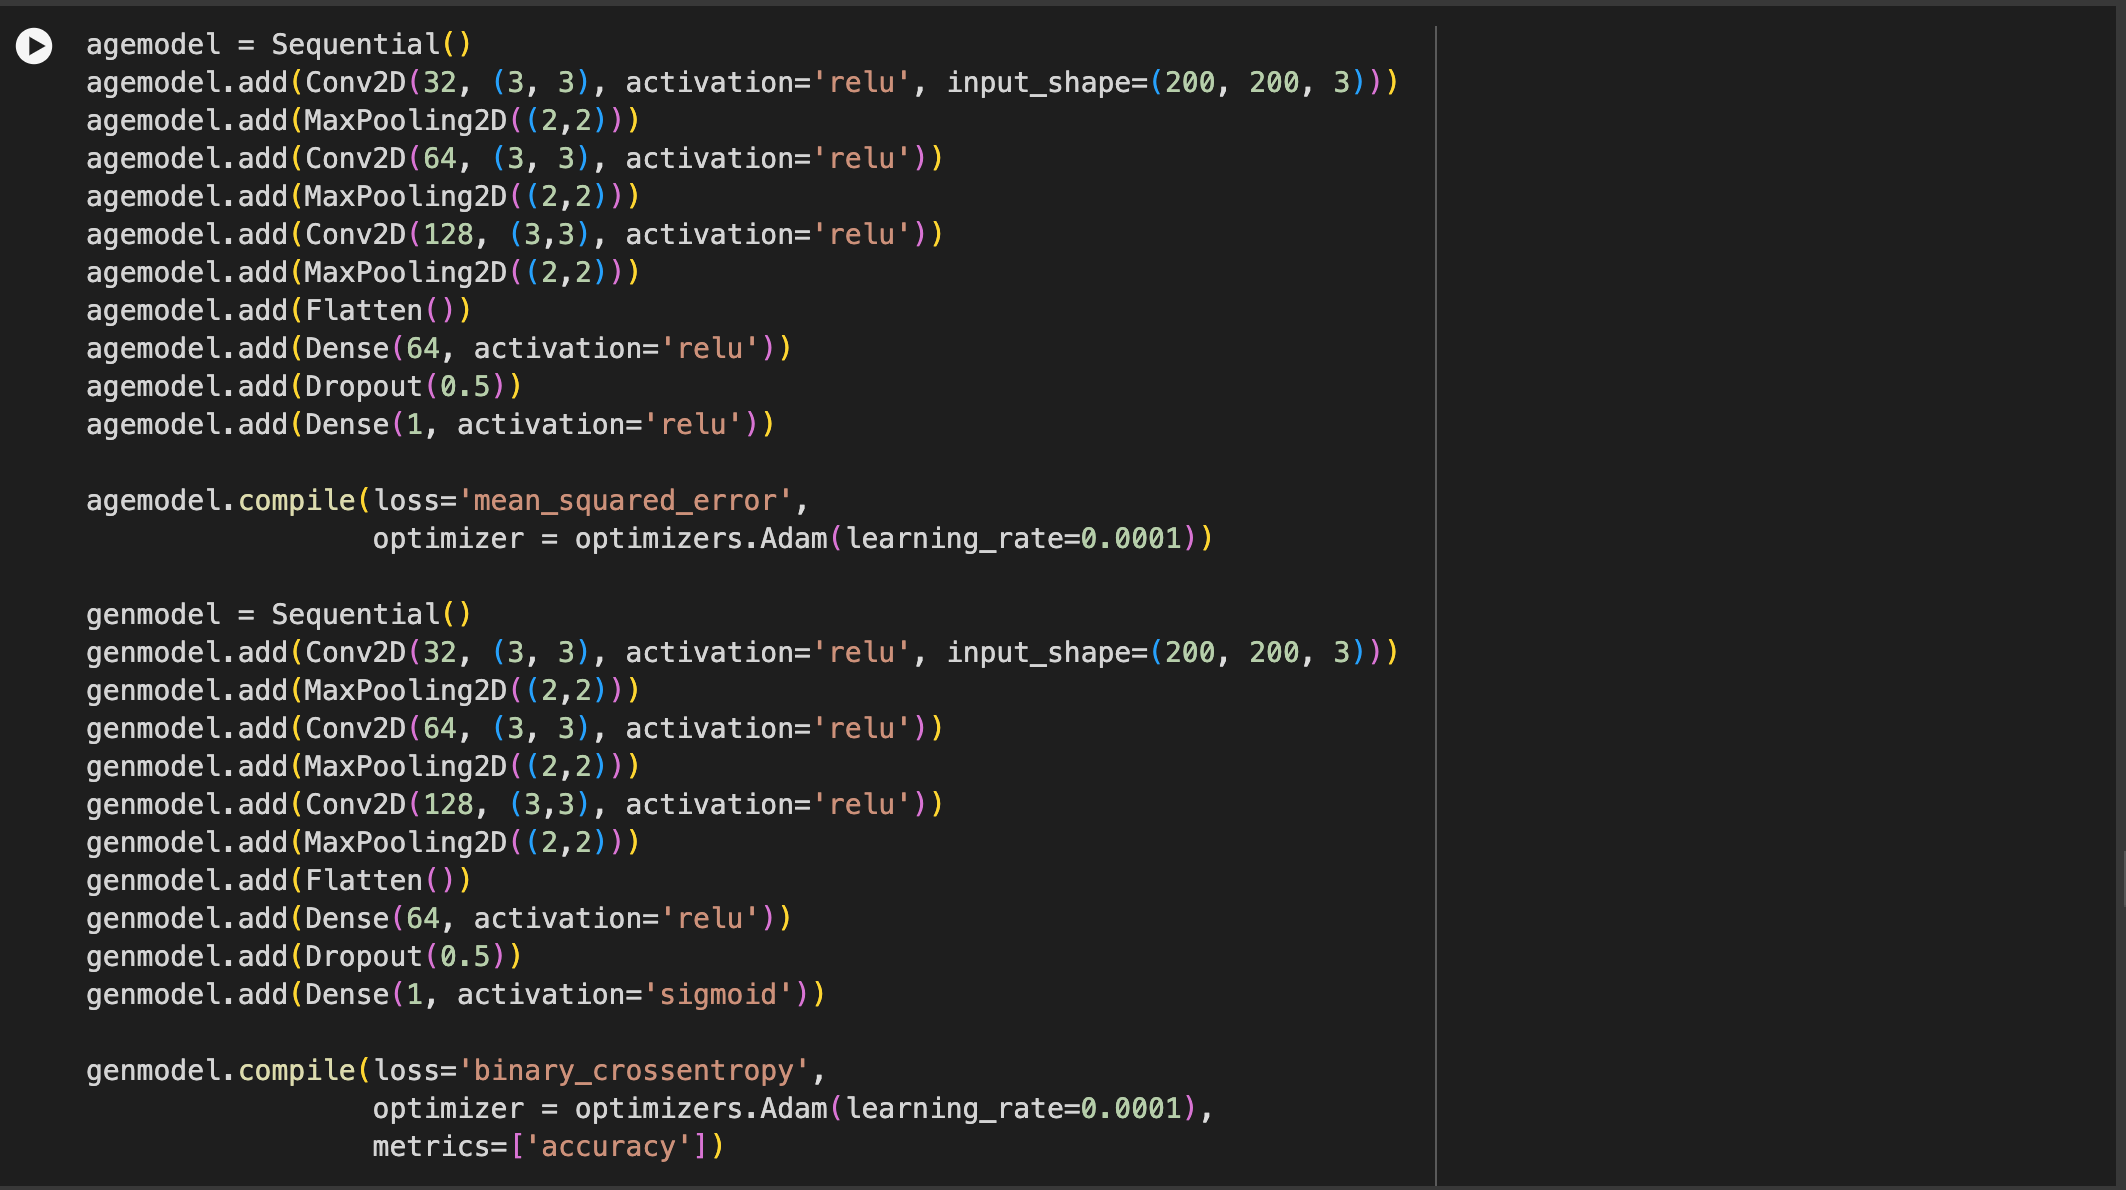 agemodel = Sequential()
agemodel.add(Conv2D(32, (3, 3), activation='relu', input_shape=(200, 200, 3)))
agemodel.add(MaxPooling2D((2,2)))
agemodel.add(Conv2D(64, (3, 3), activation='relu'))
agemodel.add(MaxPooling2D((2,2)))
agemodel.add(Conv2D(128, (3,3), activation='relu'))
agemodel.add(MaxPooling2D((2,2)))
agemodel.add(Flatten())
agemodel.add(Dense(64, activation='relu'))
agemodel.add(Dropout(0.5))
agemodel.add(Dense(1, activation='relu'))

agemodel.compile(loss='mean_squared_error',
                 optimizer = optimizers.Adam(learning_rate=0.0001))

genmodel = Sequential()
genmodel.add(Conv2D(32, (3, 3), activation='relu', input_shape=(200, 200, 3)))
genmodel.add(MaxPooling2D((2,2)))
genmodel.add(Conv2D(64, (3, 3), activation='relu'))
genmodel.add(MaxPooling2D((2,2)))
genmodel.add(Conv2D(128, (3,3), activation='relu'))
genmodel.add(MaxPooling2D((2,2)))
genmodel.add(Flatten())
genmodel.add(Dense(64, activation='relu'))
genmodel.add(Dropout(0.5))
genmodel.add(Dense(1, activation='sigmoid'))

genmodel.compile(loss='binary_crossentropy',
                 optimizer = optimizers.Adam(learning_rate=0.0001),
                 metrics=['accuracy'])